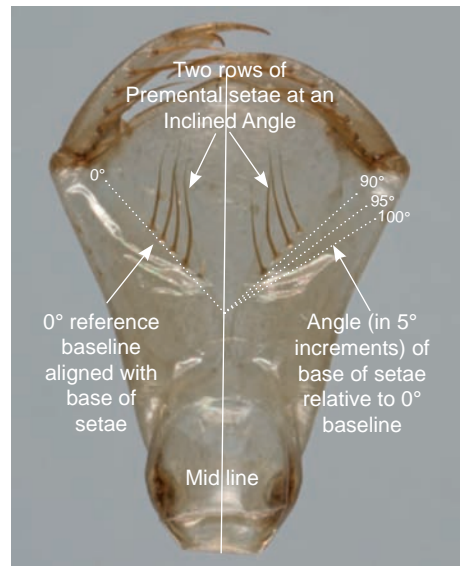 Two rows of
Premental setae at an
Inclined Angle
0°
90°
95°
100°
0° reference
baseline
aligned with
base of
setae
Angle (in 5°
increments) of
base of setae
relative to 0°
baseline
Mid line